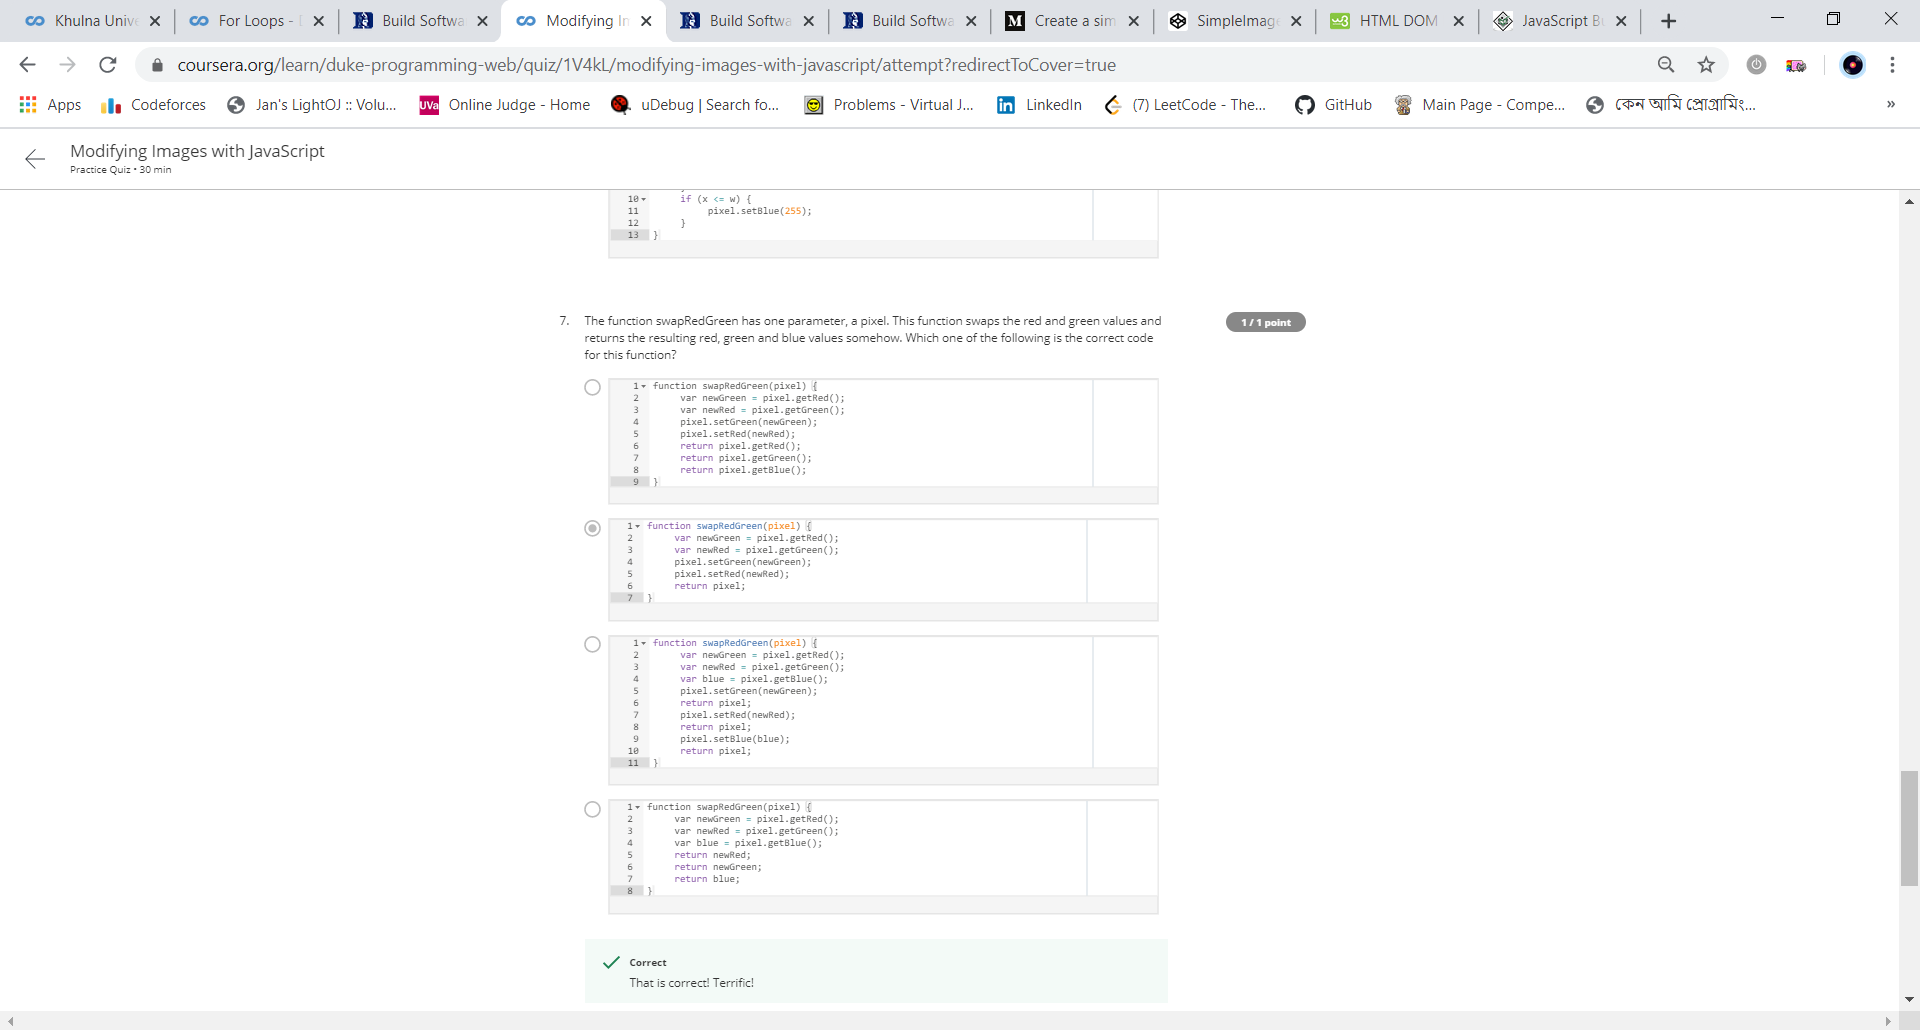 Khulna Unive
For Loops -
Build Softwa
Modifying In
Build Softwa
Build Softwa
M Create a sim
SimpleImage
w3 HTML DOM
JavaScript Bu
coursera.org/learn/duke-programming-web/quiz/1V4kL/modifying-images-with-javascript/attempt?redirectToCover=true
Apps
Codeforces
Jan's LightOJ :: Volu...
UVa Online Judge - Home
uDebug | Search fo...
Problems - Virtual J...
in LinkedIn
(7) LeetCode - The...
GitHub
Main Page - Compe...
কেন আমি প্রোগ্রামিং...
»
Modifying Images with JavaScript
Practice Quiz • 30 min
10 if (x <= w) {
11 pixel.setBlue(255);
12 }
13 }
7. The function swapRedGreen has one parameter, a pixel. This function swaps the red and green values and
returns the resulting red, green and blue values somehow. Which one of the following is the correct code
for this function?
1 / 1 point
1 function swapRedGreen(pixel) {
2 var newGreen = pixel.getRed();
3 var newRed = pixel.getGreen();
4 pixel.setGreen(newGreen);
5 pixel.setRed(newRed);
6 return pixel.getRed();
7 return pixel.getGreen();
8 return pixel.getBlue();
9 }
1 function swapRedGreen(pixel) {
2 var newGreen = pixel.getRed();
3 var newRed = pixel.getGreen();
4 pixel.setGreen(newGreen);
5 pixel.setRed(newRed);
6 return pixel;
7 }
1 function swapRedGreen(pixel) {
2 var newGreen = pixel.getRed();
3 var newRed = pixel.getGreen();
4 var blue = pixel.getBlue();
5 pixel.setGreen(newGreen);
6 return pixel;
7 pixel.setRed(newRed);
8 return pixel;
9 pixel.setBlue(blue);
10 return pixel;
11 }
1 function swapRedGreen(pixel) {
2 var newGreen = pixel.getRed();
3 var newRed = pixel.getGreen();
4 var blue = pixel.getBlue();
5 return newRed;
6 return newGreen;
7 return blue;
8 }
Correct
That is correct! Terrific!